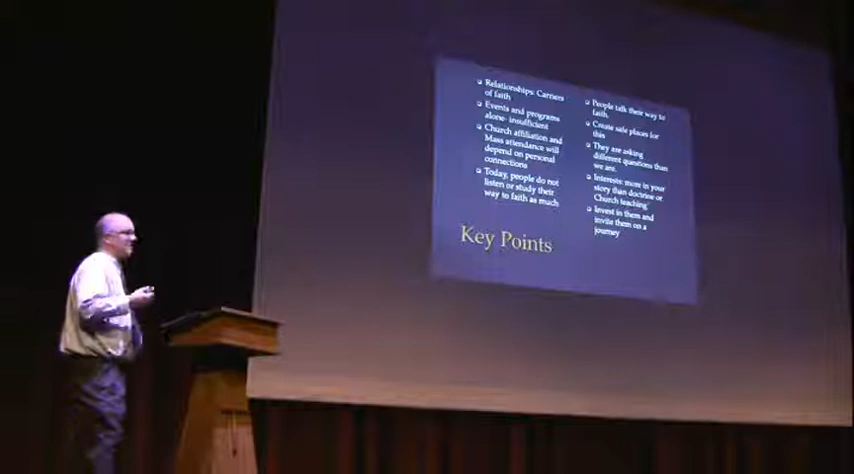 Relationships: Carriers
of faith
Events and programs
alone- insufficient
Church affiliation and
Mass attendance will
depend on personal
connections
Today, people do not
listen or study their
way to faith as much
People talk their way to
faith.
Create safe places for
this
They are asking
different questions than
we are.
Interests: more in your
story than doctrine or
Church teaching
Invest in them and
invite them on a
journey
Key Points